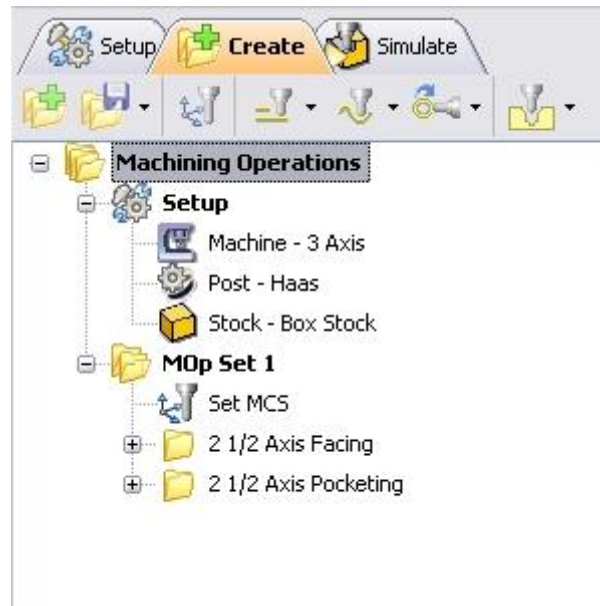 Setup Create Simulate
Machining Operations
Setup
Machine - 3 Axis
Post - Haas
Stock - Box Stock
MOp Set 1
Set MCS
2 1/2 Axis Facing
2 1/2 Axis Pocketing